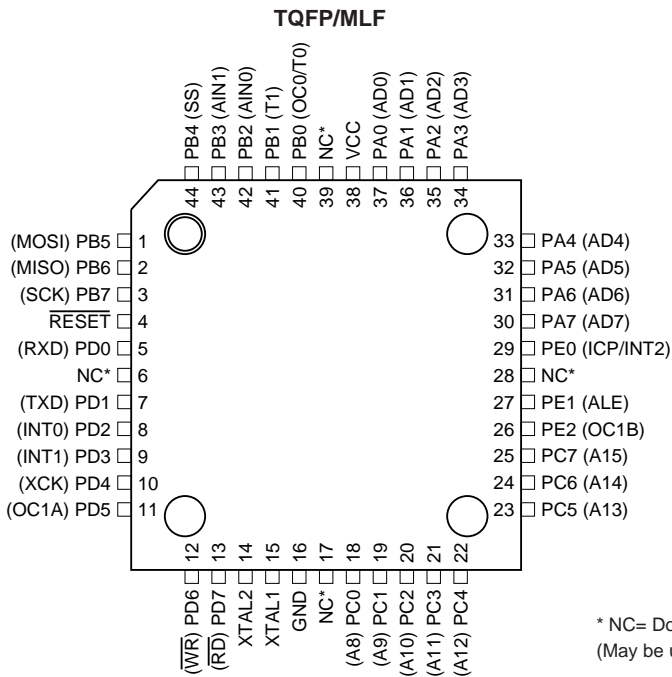 TQFP/MLF
PB4 (SS)
PB3 (AIN1)
PB2 (AIN0)
PB1 (T1)
PB0 (OC0/T0)
NC*
VCC
PA0 (AD0)
PA1 (AD1)
PA2 (AD2)
PA3 (AD3)
44 43 42 41 40 39 38 37 36 35 34
(MOSI) PB5 1
(MISO) PB6 2
(SCK) PB7 3
RESET 4
(RXD) PD0 5
NC* 6
(TXD) PD1 7
(INT0) PD2 8
(INT1) PD3 9
(XCK) PD4 10
(OC1A) PD5 11
33 PA4 (AD4)
32 PA5 (AD5)
31 PA6 (AD6)
30 PA7 (AD7)
29 PE0 (ICP/INT2)
28 NC*
27 PE1 (ALE)
26 PE2 (OC1B)
25 PC7 (A15)
24 PC6 (A14)
23 PC5 (A13)
12 13 14 15 16 17 18 19 20 21 22
(WR) PD6
(RD) PD7
XTAL2
XTAL1
GND
NC*
(A8) PC0
(A9) PC1
(A10) PC2
(A11) PC3
(A12) PC4
* NC= Do
(May be u